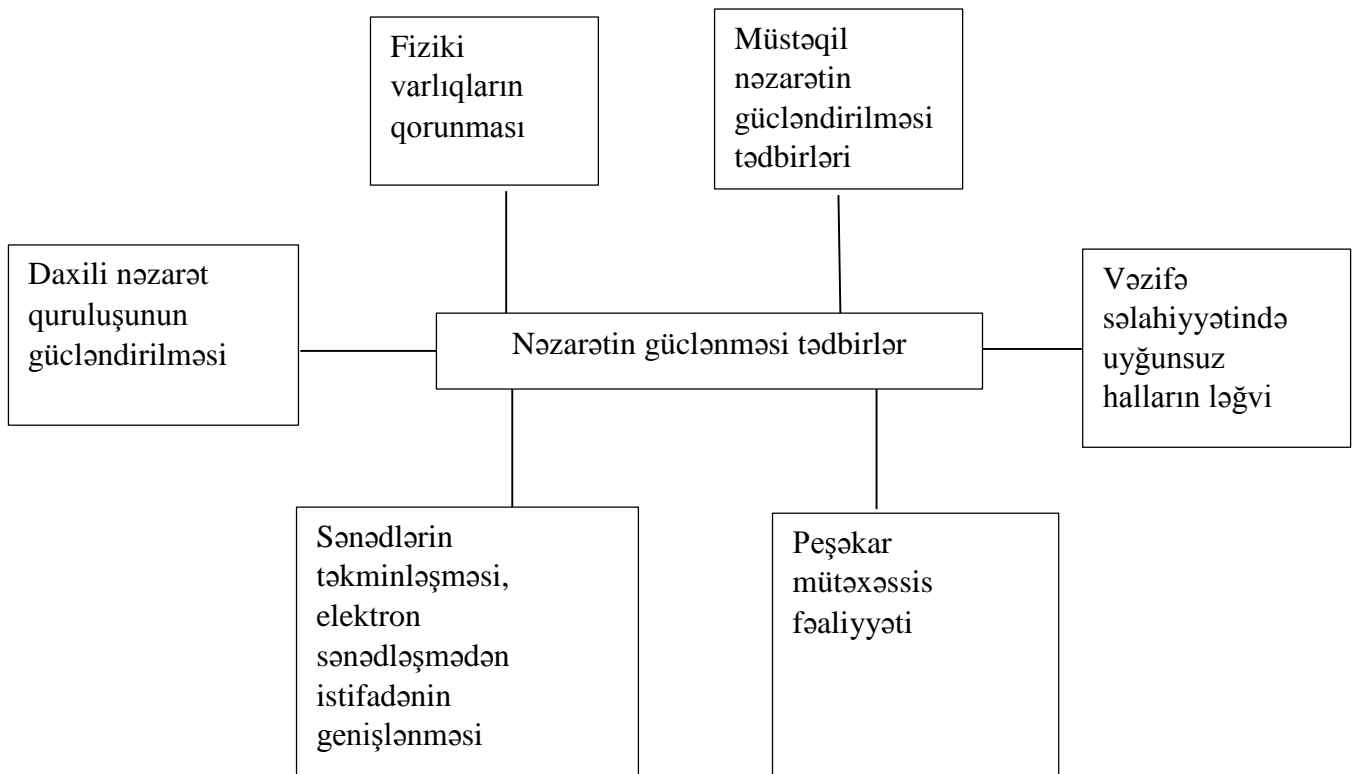 Fiziki
varlıqların
qorunması
Müstəqil
nəzarətin
gücləndirilməsi
tədbirləri
Daxili nəzarət
quruluşunun
gücləndirilməsi
Nəzarətin güclənməsi tədbirlər
Vəzifə
səlahiyyətində
uyğunsuz
halların ləğvi
Sənədlərin
təkminləşməsi,
elektron
sənədləşmədən
istifadənin
genişlənməsi
Peşəkar
mütəxəssis
fəaliyyəti